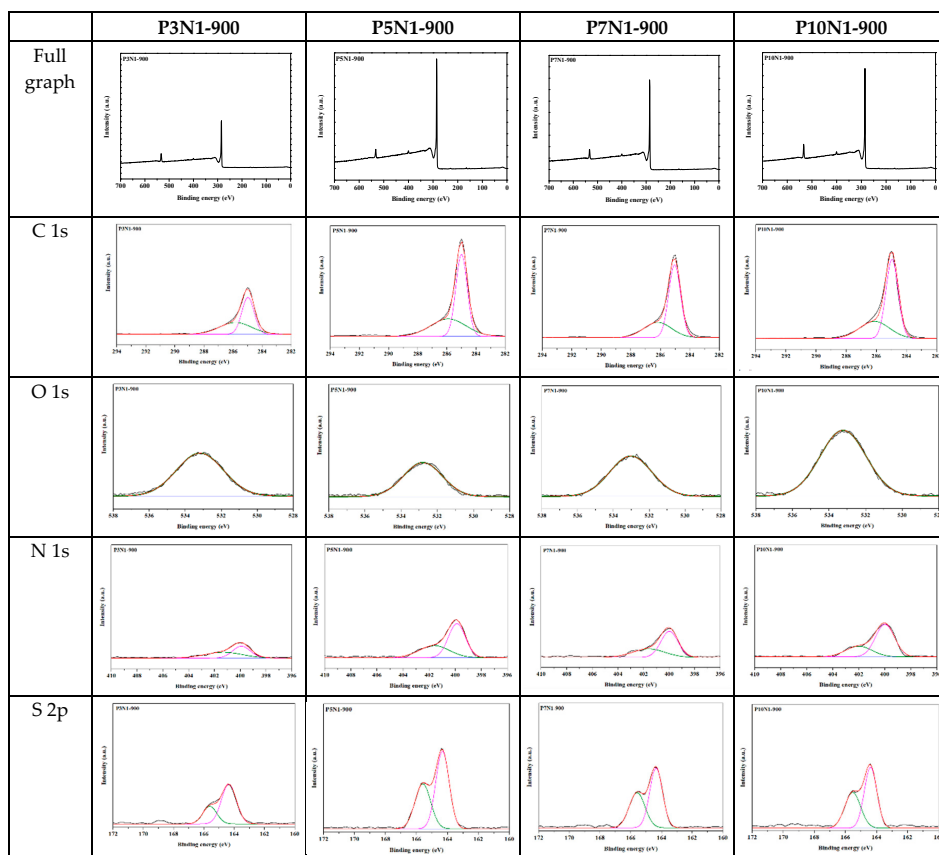 P3N1-900 P5N1-900 P7N1-900 P10N1-900
Full
graph
P3N1-900 P5N1-900 P7N1-900 P10N1-900
Intensity (a.u.) Intensity (a.u.) Intensity (a.u.) Intensity (a.u.)
700 600 500 400 300 200 100 0 700 600 500 400 300 200 100 0 700 600 500 400 300 200 100 0 700 600 500 400 300 200 100 0
Binding energy (eV) Binding energy (eV) Binding energy (eV) Binding energy (eV)
C 1s
P3N1-900 P5N1-900 P7N1-900 P10N1-900
Intensity (a.u.) Intensity (a.u.) Intensity (a.u.) Intensity (a.u.)
294 292 290 288 286 284 282 294 292 290 288 286 284 282 294 292 290 288 286 284 282 294 292 290 288 286 284
Binding energy (eV) Binding energy (eV) Binding energy (eV) Binding energy (eV)
O 1s
P3N1-900 P5N1-900 P7N1-900 P10N1-900
Intensity (a.u.) Intensity (a.u.) Intensity (a.u.) Intensity (a.u.)
538 536 534 532 530 528 538 536 534 532 530 528 538 536 534 532 530 528 538 536 534 532 530
Binding energy (eV) Binding energy (eV) Binding energy (eV) Binding energy (eV)
N 1s
P3N1-900 P5N1-900 P7N1-900 P10N1-900
Intensity (a.u.) Intensity (a.u.) Intensity (a.u.) Intensity (a.u.)
410 408 406 404 402 400 398 396 410 408 406 404 402 400 398 396 410 408 406 404 402 400 398 396 410 408 406 404 402 400 398 396
Binding energy (eV) Binding energy (eV) Binding energy (eV) Binding energy (eV)
S 2p
P3N1-900 P5N1-900 P7N1-900 P10N1-900
Intensity (a.u.) Intensity (a.u.) Intensity (a.u.) Intensity (a.u.)
172 170 168 166 164 162 160 172 170 168 166 164 162 160 172 170 168 166 164 162 160 172 170 168 166 164 162
Binding energy (eV) Binding energy (eV) Binding energy (eV) Binding energy (eV)